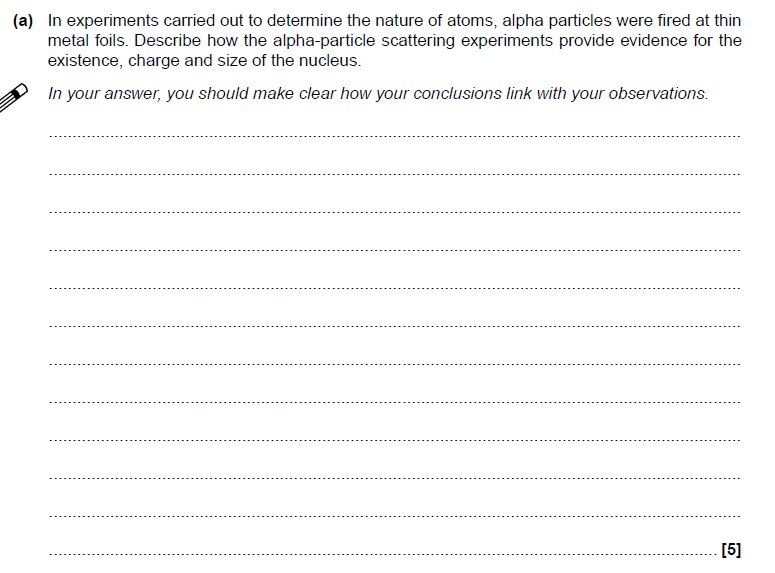 (a) In experiments carried out to determine the nature of atoms, alpha particles were fired at thin
metal foils. Describe how the alpha-particle scattering experiments provide evidence for the
existence, charge and size of the nucleus.
In your answer, you should make clear how your conclusions link with your observations.
[5]